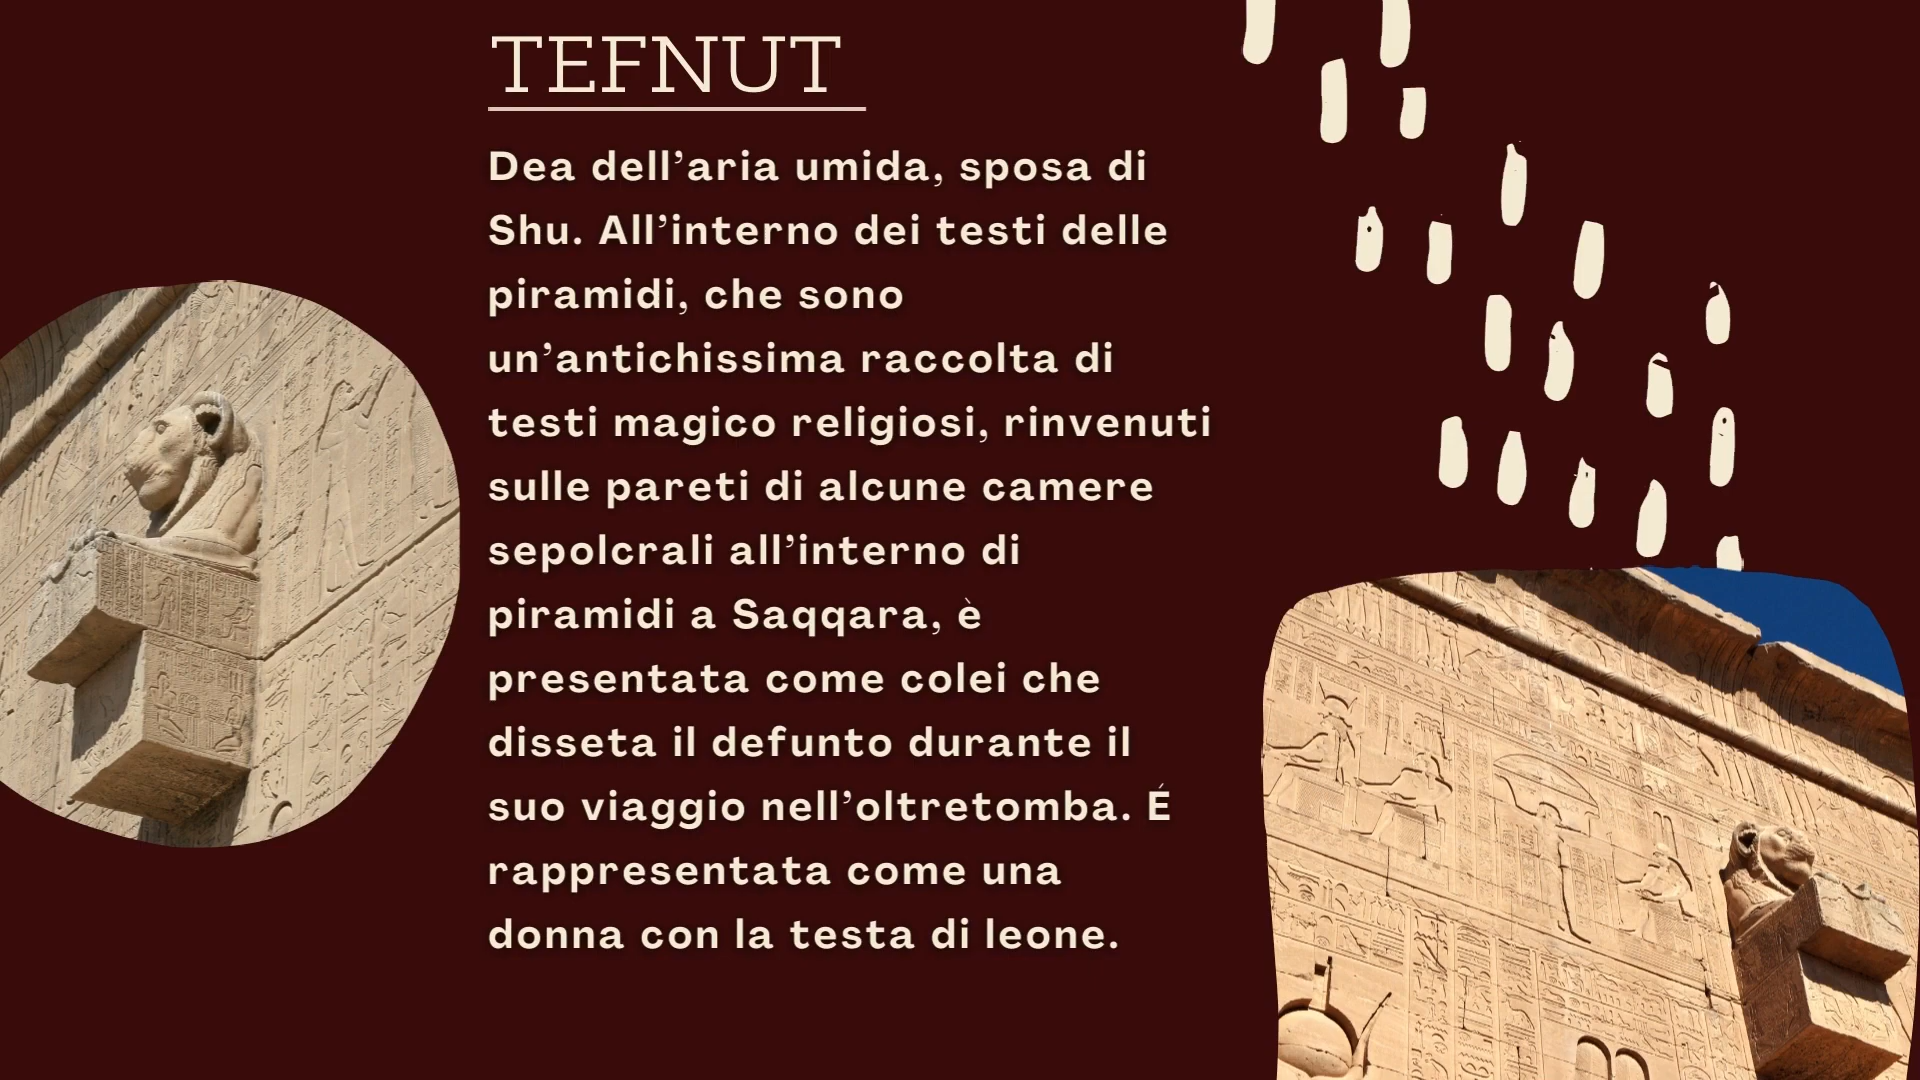 TEFNUT
Dea dell’aria umida, sposa di
Shu. All’interno dei testi delle
piramidi, che sono
un’antichissima raccolta di
testi magico religiosi, rinvenuti
sulle pareti di alcune camere
sepolcrali all’interno di
piramidi a Saqqara, è
presentata come colei che
disseta il defunto durante il
suo viaggio nell’oltretomba. É
rappresentata come una
donna con la testa di leone.